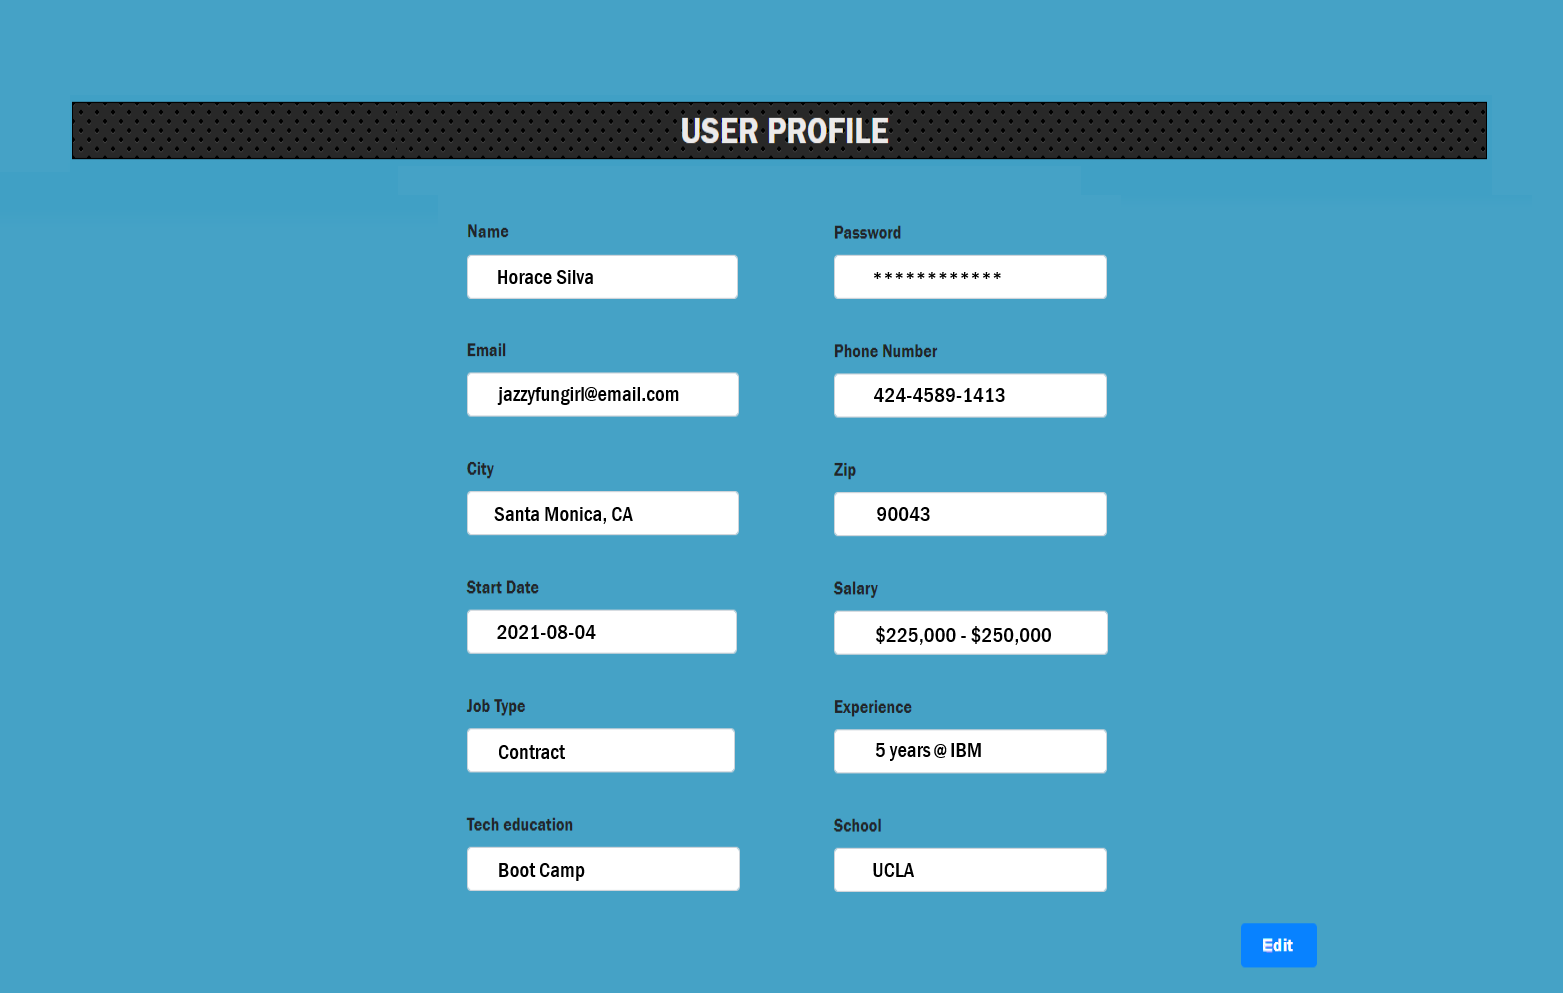 USER PROFILE
Name
Password
Horace Silva
************
Email
Phone Number
jazzyfungirl@email.com
424-4589-1413
City
Zip
Santa Monica, CA
90043
Start Date
Salary
2021-08-04
$225,000 - $250,000
Job Type
Experience
Contract
5 years @ IBM
Tech education
School
Boot Camp
UCLA
Edit